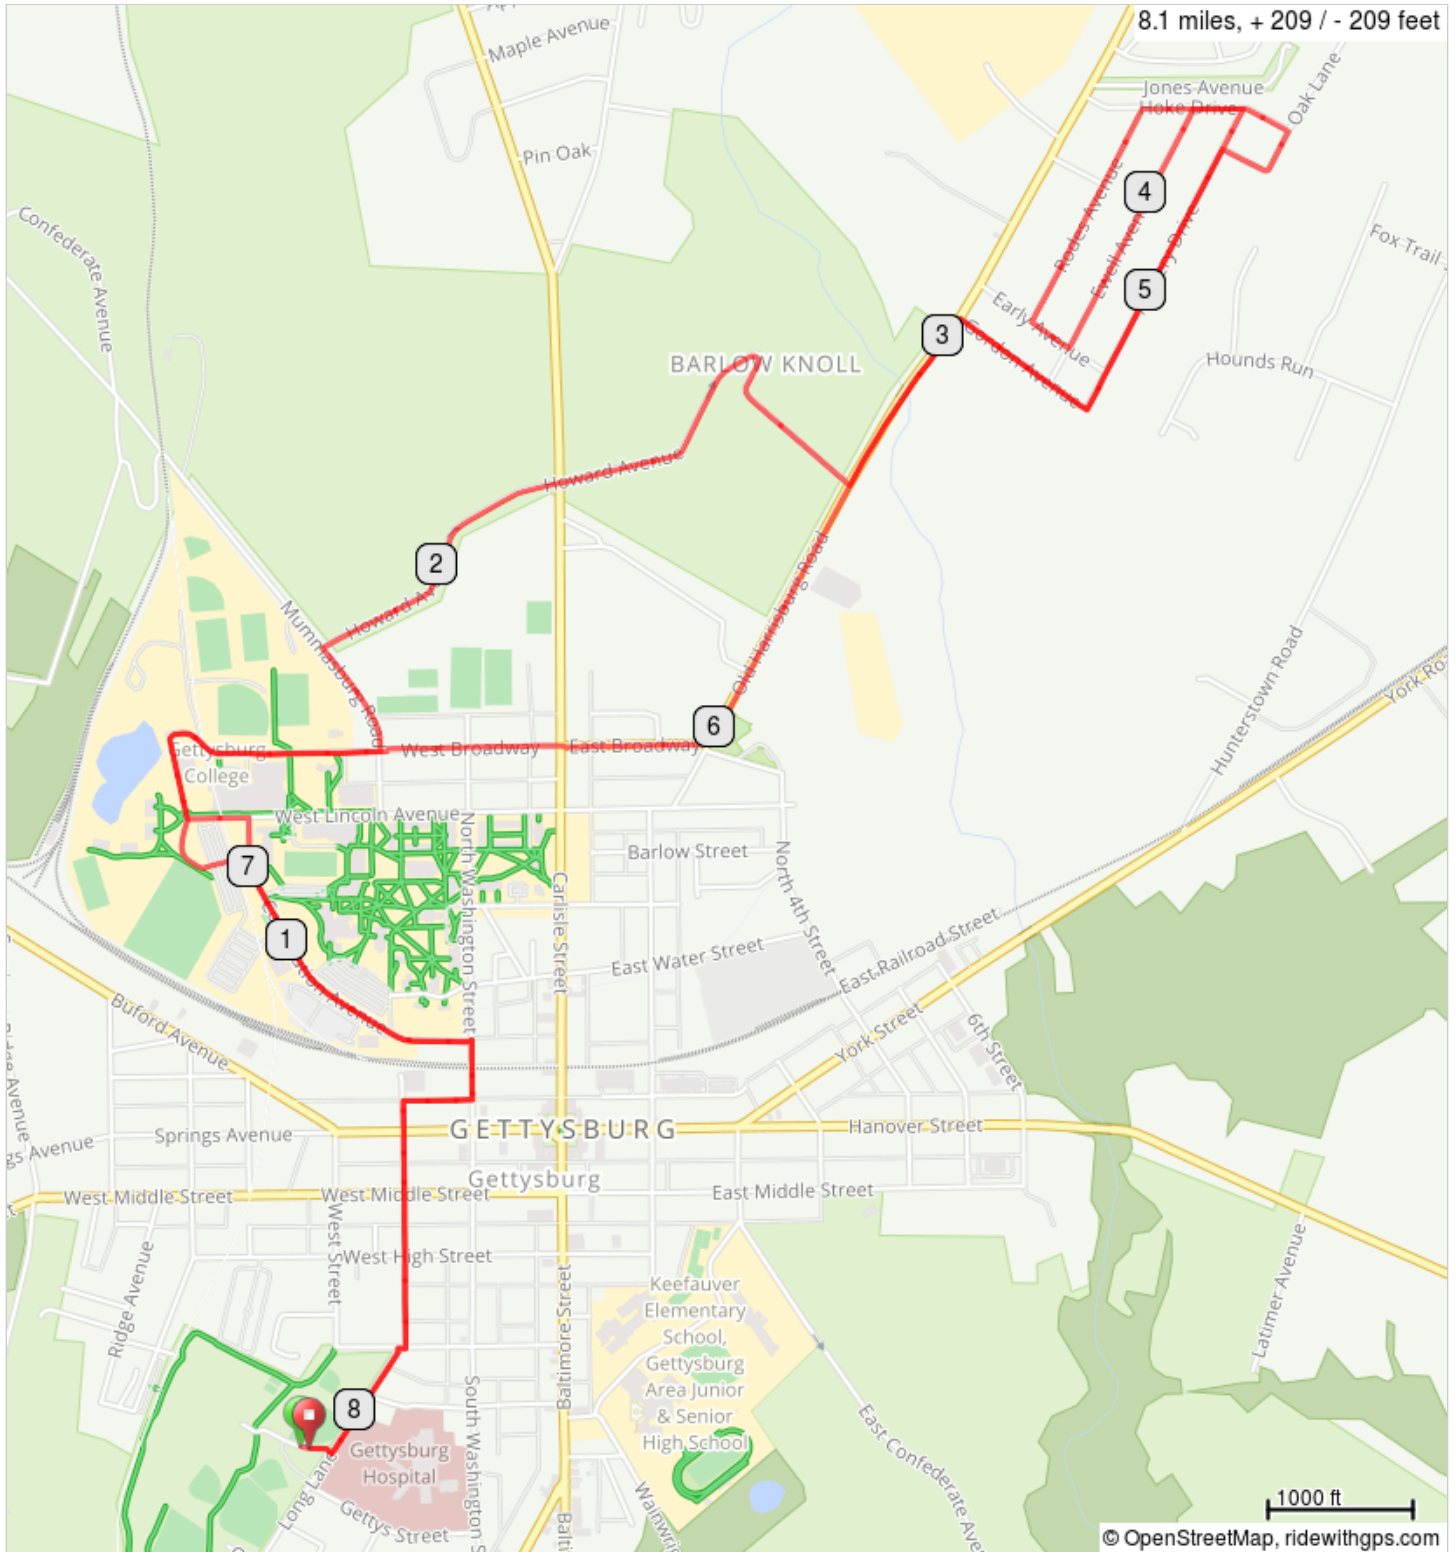 8.1 miles, + 209 / - 209 feet
Maple Avenue
Jones Avenue
Hoke Drive
Oak Lane
Pin Oak
Confederate Avenue
4
Rodes Avenue
Fox Trail
5
Early Avenue
3
Gordon Avenue
BARLOW KNOLL
Hounds Run
Howard Avenue
2
Howard Av
Old Harrisburg Road
Mummasburg Road
Hunterstown Road
York Ro
6
Gettysburg
College
West Broadway
East Broadway
West Lincoln Avenue
Barlow Street
7
North Washington Street
Carlisle Street
North 4th Street
1
East Water Street
East Railroad Street
Buford Avenue
York Street
6th Street
GETTYSBURG
Springs Avenue
Hanover Street
gs Avenue
Gettysburg
West Middle Street
West Middle Street
East Middle Street
West Street
West High Street
Ridge Avenue
Baltimore Street
Keefauver
Elementary
School,
Gettysburg
Area Junior
& Senior
High School
Latimer Avenue
8
South Washington S
East Confederate Ave
Gettysburg
Hospital
Long Lane
Gettys Street
Balti
Wainwri
1000 ft
© OpenStreetMap, ridewithgps.com